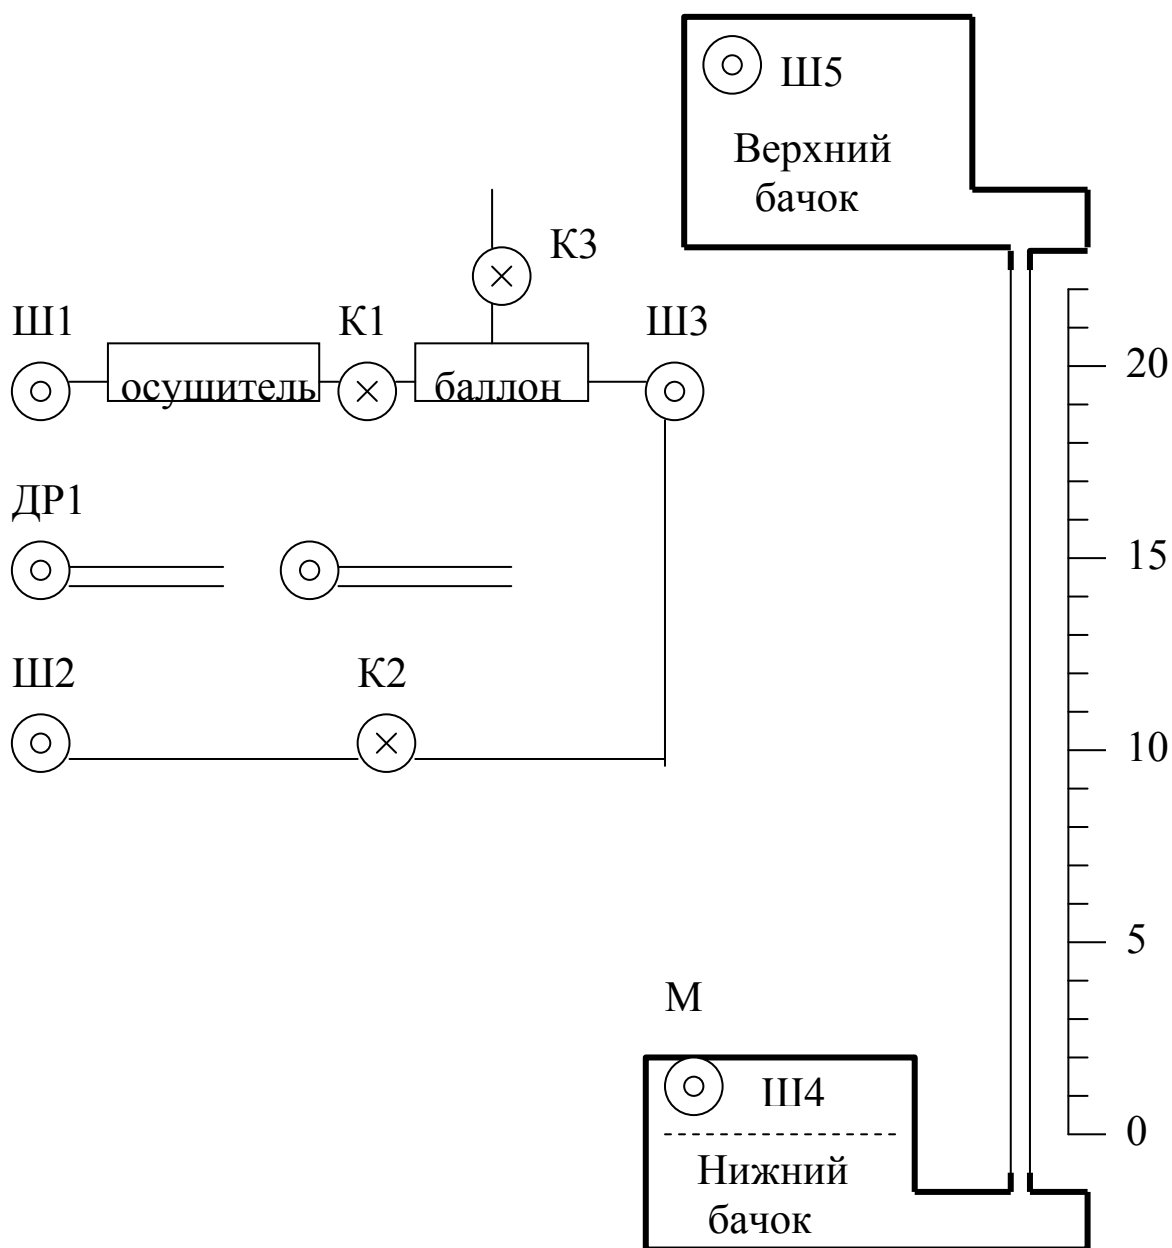 Ш5
Верхний
бачок
К3
Ш1
К1
Ш3
осушитель
баллон
20
ДР1
15
Ш2
К2
10
5
М
Ш4
0
Нижний
бачок